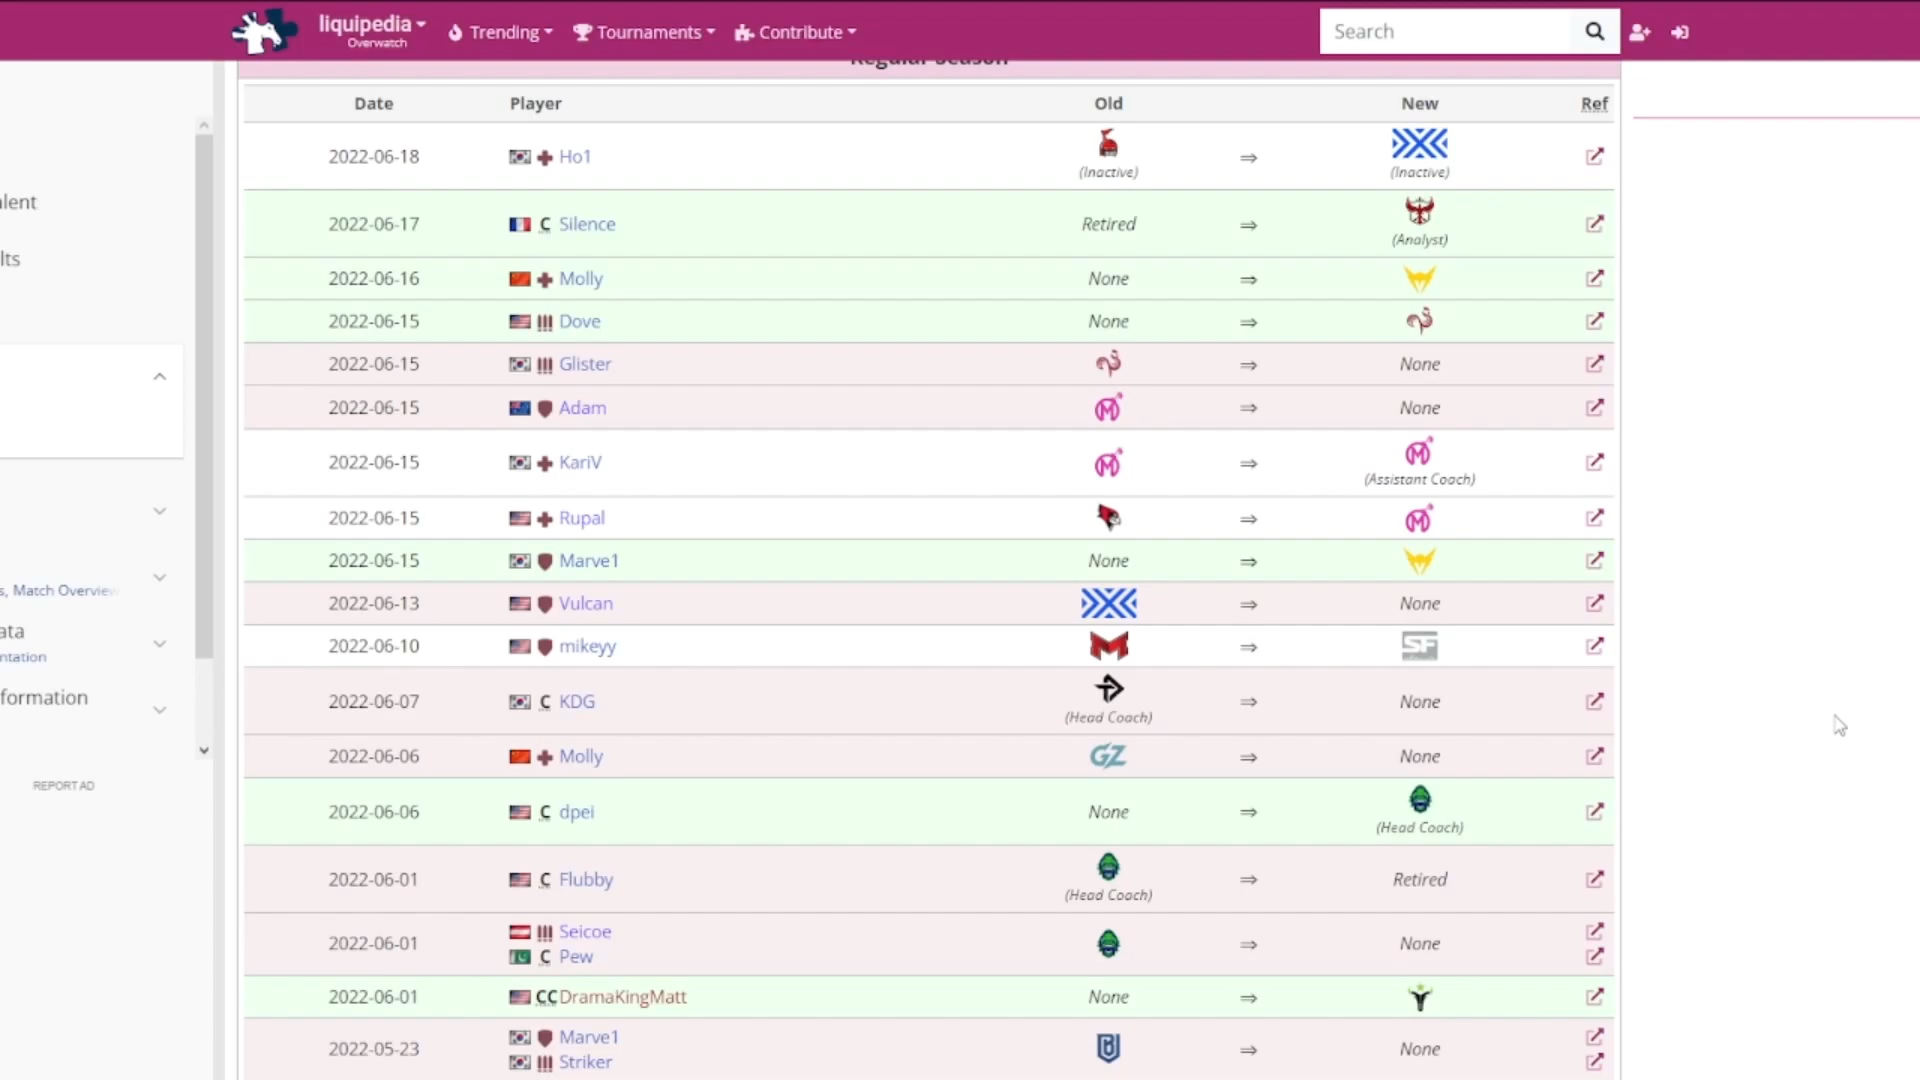 liquipedia
Overwatch
Trending
Tournaments
Contribute
Search
Regular Season
Date Player Old New Ref
2022-06-18 Ho1 (Inactive) ⇒ (Inactive)
2022-06-17 C Silence Retired ⇒ (Analyst)
2022-06-16 Molly None ⇒
2022-06-15 Dove None ⇒
2022-06-15 Glister ⇒ None
2022-06-15 Adam ⇒ None
2022-06-15 KariV ⇒ (Assistant Coach)
2022-06-15 Rupal ⇒
2022-06-15 Marve1 None ⇒
2022-06-13 Vulcan ⇒ None
2022-06-10 mikeyy ⇒ SF
2022-06-07 C KDG (Head Coach) ⇒ None
2022-06-06 Molly GZ ⇒ None
2022-06-06 C dpei None ⇒ (Head Coach)
2022-06-01 C Flubby (Head Coach) ⇒ Retired
2022-06-01 Seicoe ⇒ None
C Pew
2022-06-01 CC DramaKingMatt None ⇒
2022-05-23 Marve1 ⇒ None
Striker
alent
lts
s, Match Overview
ata
ntation
formation
REPORT AD